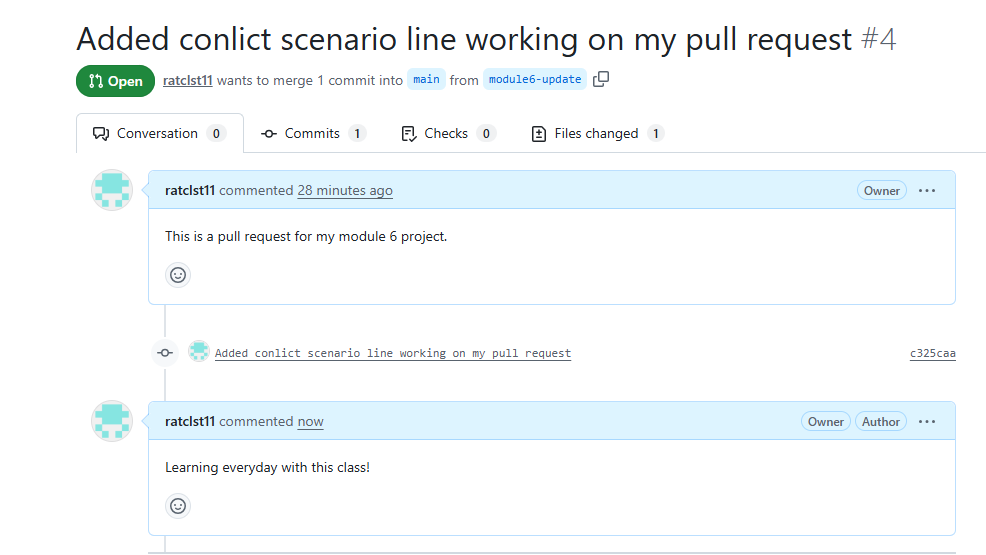 Added conlict scenario line working on my pull request #4
Open ratclst11 wants to merge 1 commit into main from module6-update
Conversation 0 Commits 1 Checks 0 Files changed 1
ratclst11 commented 28 minutes ago Owner
This is a pull request for my module 6 project.
Added conlict scenario line working on my pull request c325caa
ratclst11 commented now Owner Author
Learning everyday with this class!